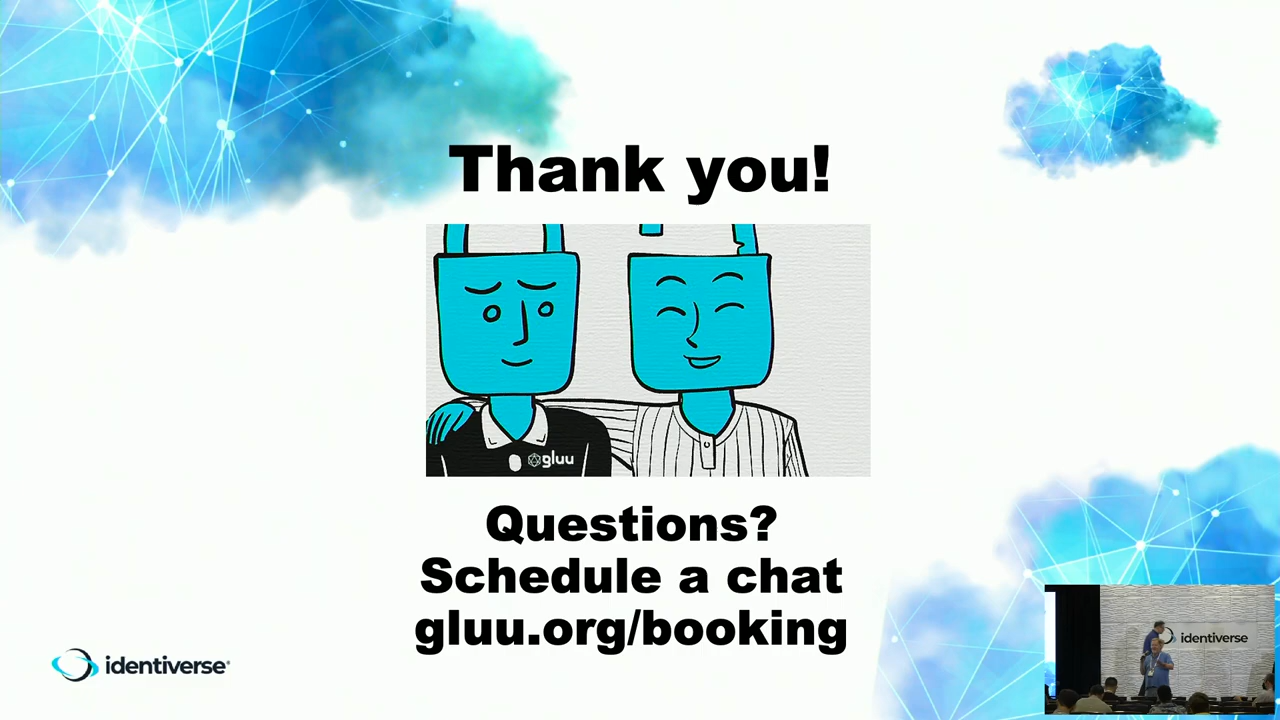 Thank you!
gluu
Questions?
Schedule a chat
gluu.org/booking
identiverse®
identiverse